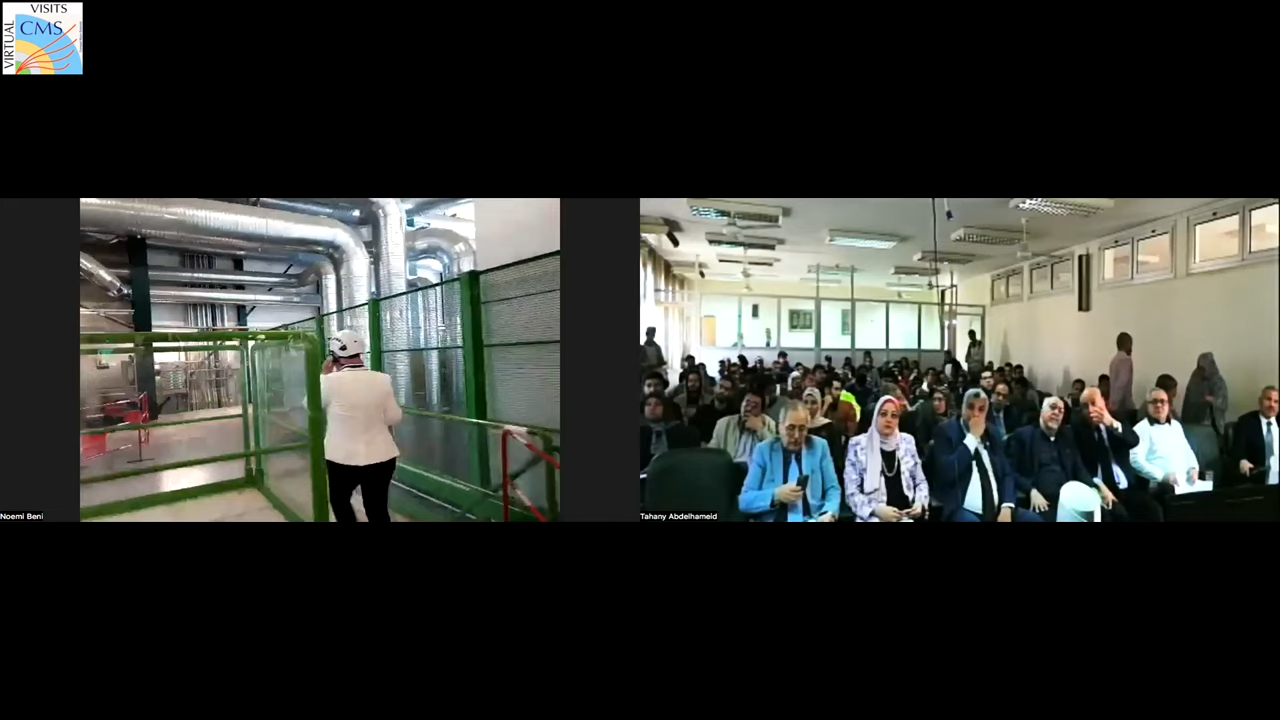 VISITS
CMS
VIRTUAL
Noemi Beni
Tahany Abdelhameid